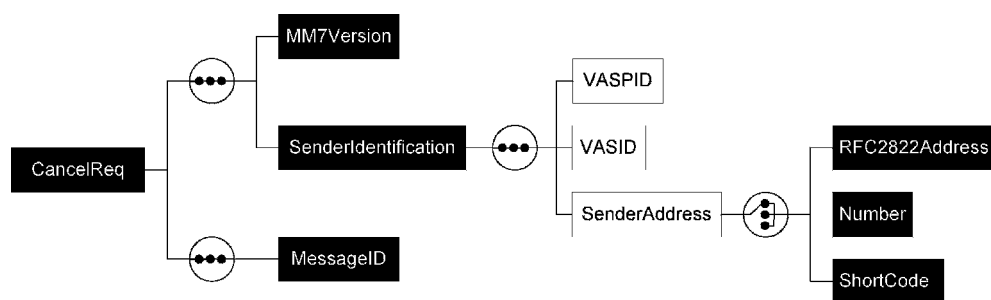 MM7Version
VASPID
SenderIdentification
VASID
RFC2822Address
CancelReq
SenderAddress
Number
MessageID
ShortCode